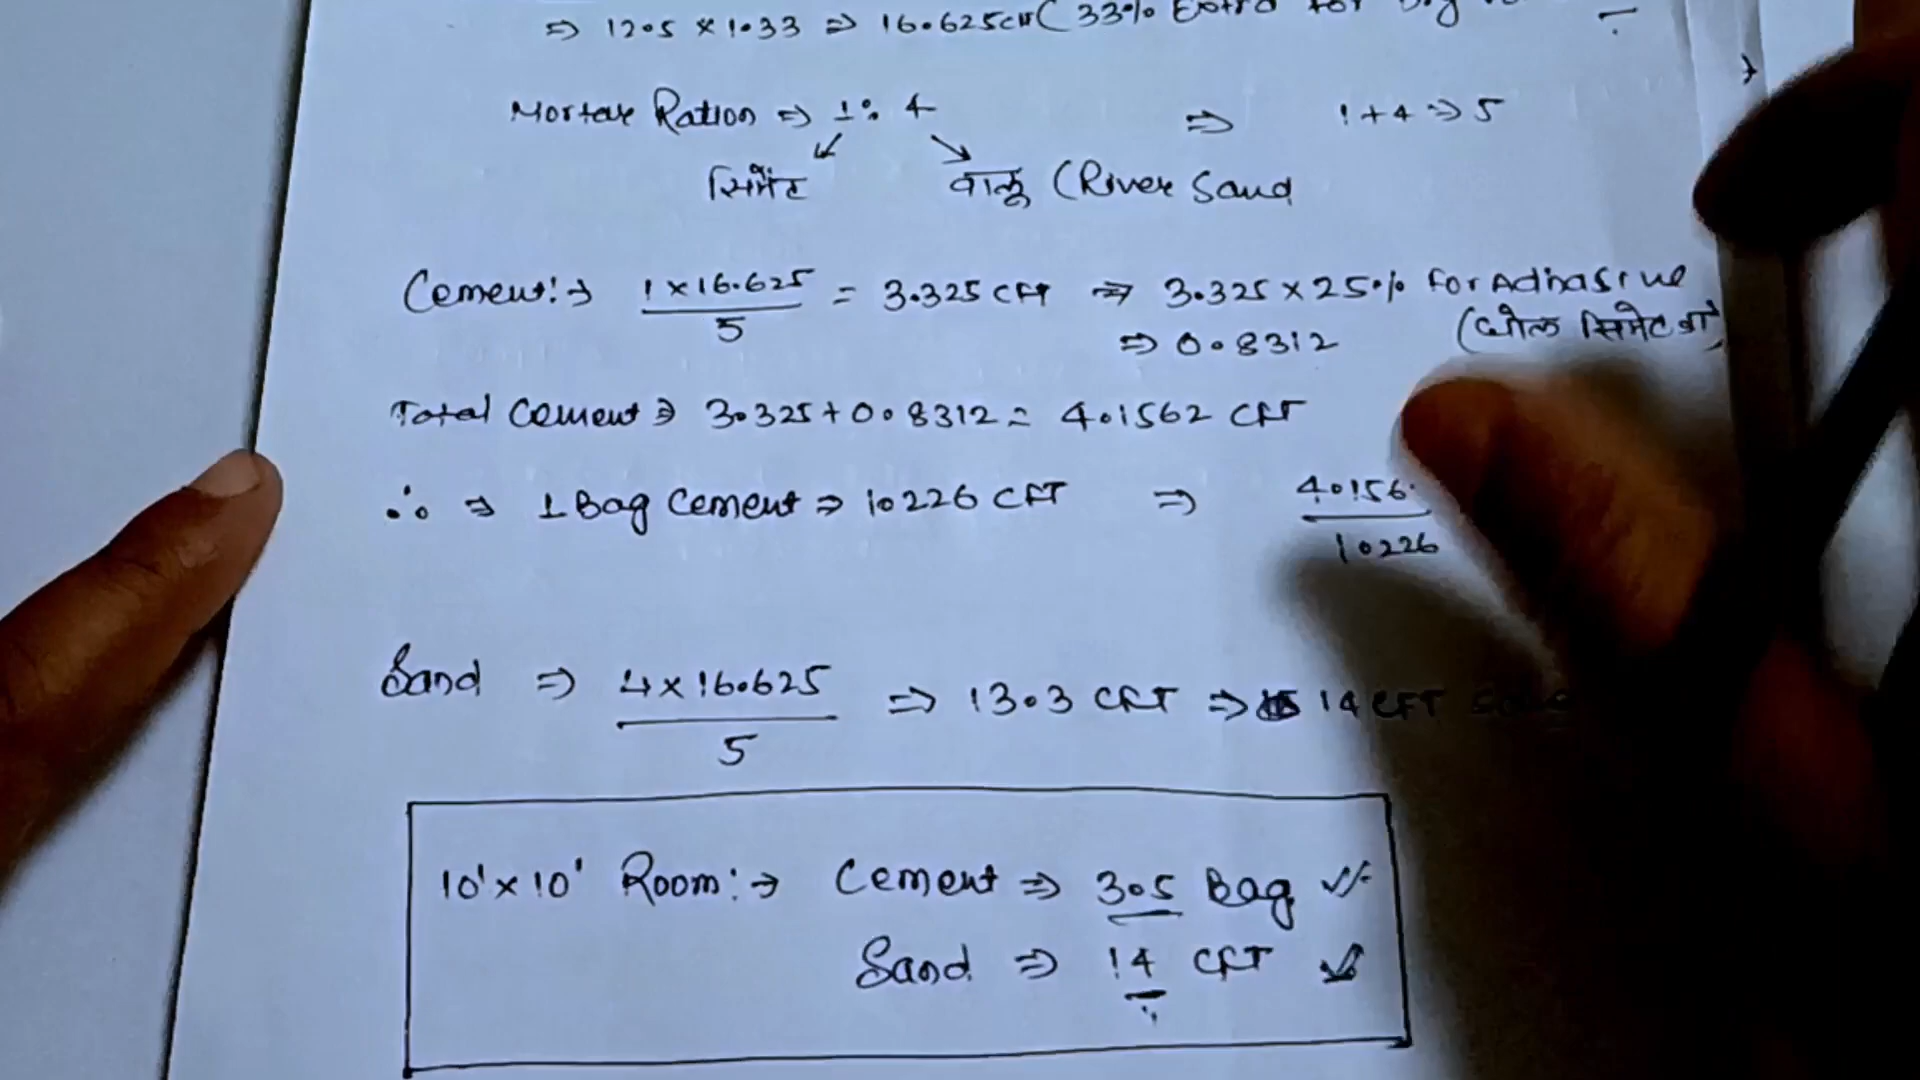 ⇒ 12.5 × 1.33 ⇒ 16.625 CFT (33% Extra for Dry
Mortar Ration ⇒ 1:4 ⇒ 1+4 ⇒ 5
सिमेंट वालू (River Sand
Cement:→ 1×16.625/5 = 3.325 CFT ⇒ 3.325 × 25% For Adhasive
⇒ 0.8312 (घोल सिमेंट का)
Total Cement ⇒ 3.325 + 0.8312 = 4.1562 CFT
∴ ⇒ 1 Bag Cement ⇒ 1.226 CFT ⇒ 4.156/1.226
Sand ⇒ 4×16.625/5 ⇒ 13.3 CFT ⇒ 14 CFT Sand
10'×10' Room:→ Cement ⇒ 3.5 Bag
Sand ⇒ 14 CFT